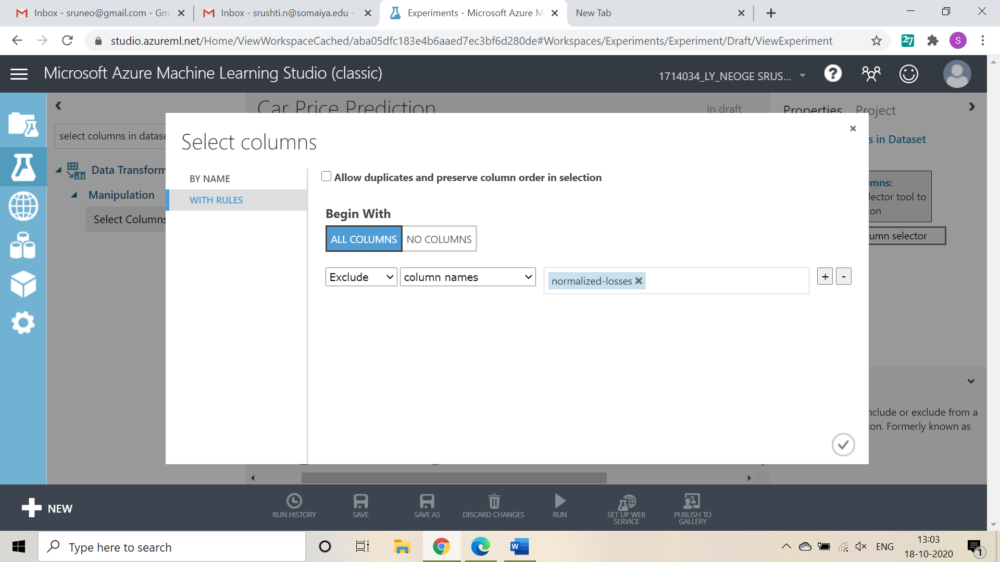 Inbox - sruneo@gmail.com - Gm
Inbox - srushti.n@somaiya.edu -
Experiments - Microsoft Azure M
New Tab
studio.azureml.net/Home/ViewWorkspaceCached/aba05dfc183e4b6aaed7ec3bf6d280de#Workspaces/Experiments/Experiment/Draft/ViewExperiment
27
S
Microsoft Azure Machine Learning Studio (classic)
1714034_LY_NEOGE SRUS...
?
Car Price Prediction
In draft
Properties
Project
select columns in datase
Data Transform
Manipulation
Select Columns
Select columns
BY NAME
WITH RULES
Allow duplicates and preserve column order in selection
Begin With
ALL COLUMNS
NO COLUMNS
Exclude
column names
normalized-losses
+
-
s in Dataset
mns:
lector tool to
on
umn selector
nclude or exclude from a
ion. Formerly known as
NEW
RUN HISTORY
SAVE
SAVE AS
DISCARD CHANGES
RUN
SET UP WEB
SERVICE
PUBLISH TO
GALLERY
Type here to search
W
ENG
13:03
18-10-2020
1